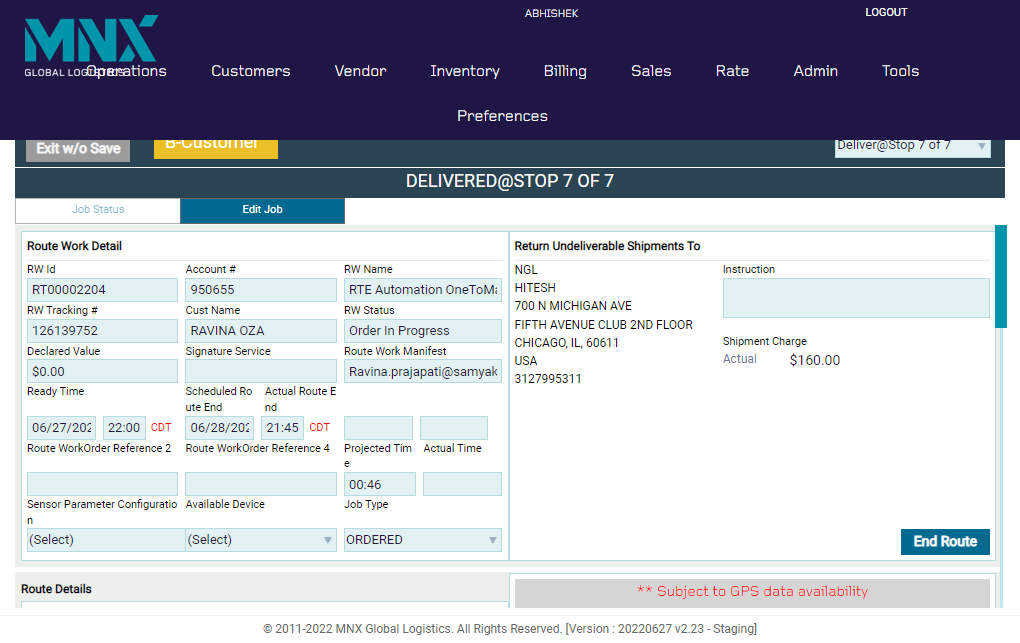 ABHISHEK
LOGOUT
MNX
GLOBAL LOGISTICS
Operations Customers Vendor Inventory Billing Sales Rate Admin Tools
Preferences
Exit w/o Save
B-Customer
Deliver@Stop 7 of 7
DELIVERED@STOP 7 OF 7
Job Status
Edit Job
Route Work Detail
RW Id Account # RW Name
RT00002204 950655 RTE Automation OneToMa
RW Tracking # Cust Name RW Status
126139752 RAVINA OZA Order In Progress
Declared Value Signature Service Route Work Manifest
$0.00 Ravina.prajapati@samyak
Ready Time Scheduled Ro Actual Route E
ute End nd
06/27/202 22:00 CDT 06/28/202 21:45 CDT
Route WorkOrder Reference 2 Route WorkOrder Reference 4 Projected Tim Actual Time
e
00:46
Sensor Parameter Configuratio Available Device Job Type
n
(Select) (Select) ORDERED
Return Undeliverable Shipments To
NGL
HITESH
700 N MICHIGAN AVE
FIFTH AVENUE CLUB 2ND FLOOR
CHICAGO, IL, 60611
USA
3127995311
Instruction
Shipment Charge
Actual $160.00
End Route
Route Details
** Subject to GPS data availability
© 2011-2022 MNX Global Logistics. All Rights Reserved. [Version : 20220627 v2.23 - Staging]